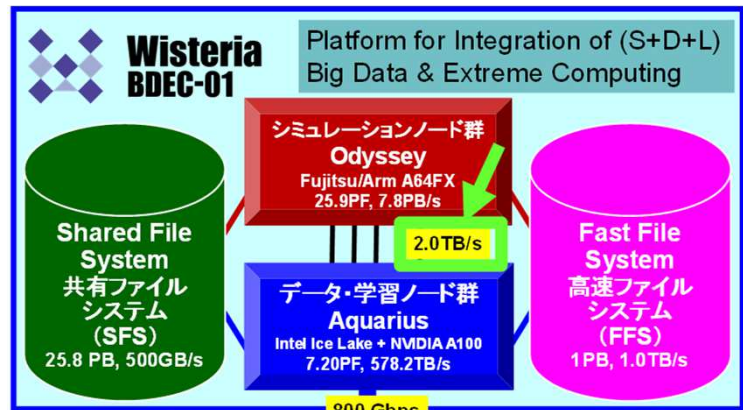 Wisteria
BDEC-01
Platform for Integration of (S+D+L)
Big Data & Extreme Computing
シミュレーションノード群
Odyssey
Fujitsu/Arm A64FX
25.9PF, 7.8PB/s
2.0TB/s
Shared File
System
共有ファイル
システム
(SFS)
25.8 PB, 500GB/s
データ・学習ノード群
Aquarius
Intel Ice Lake + NVIDIA A100
7.20PF, 578.2TB/s
Fast File
System
高速ファイル
システム
(FFS)
1PB, 1.0TB/s
800 Gbps